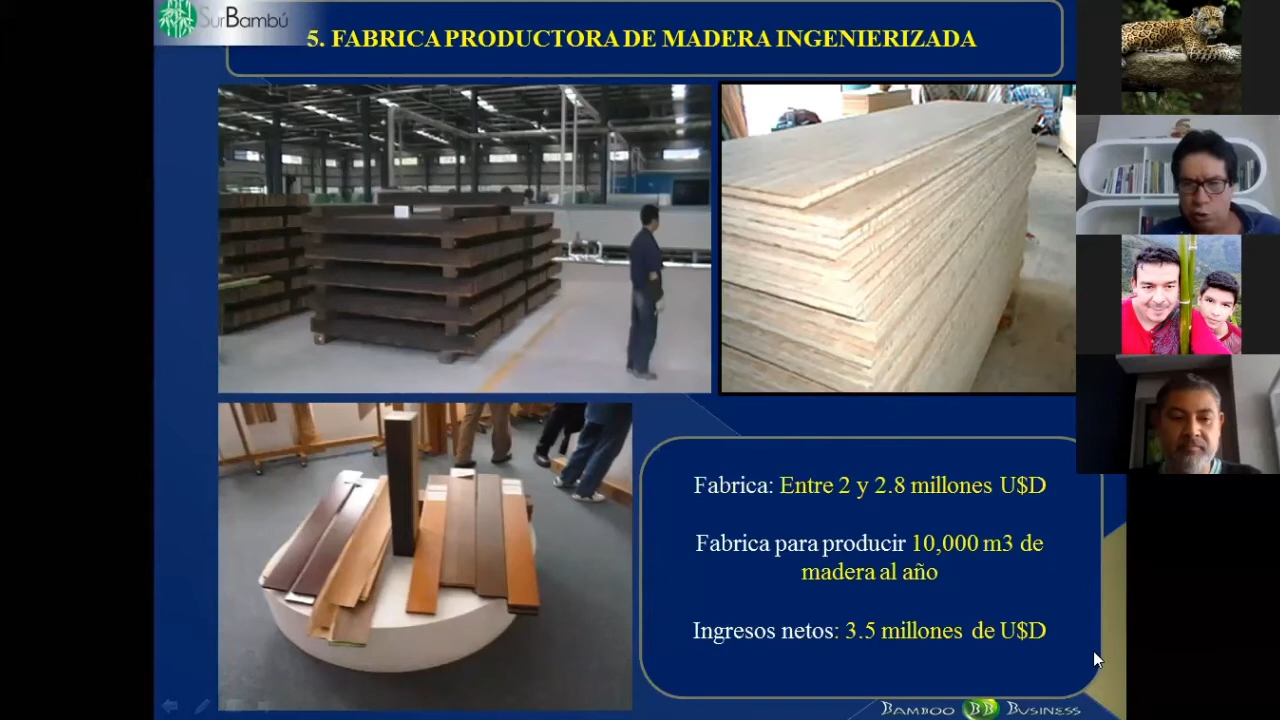 SurBambú
5. FABRICA PRODUCTORA DE MADERA INGENIERIZADA
Fabrica: Entre 2 y 2.8 millones U$D
Fabrica para producir 10,000 m3 de
madera al año
Ingresos netos: 3.5 millones de U$D
BAMBOO BB BUSINESS